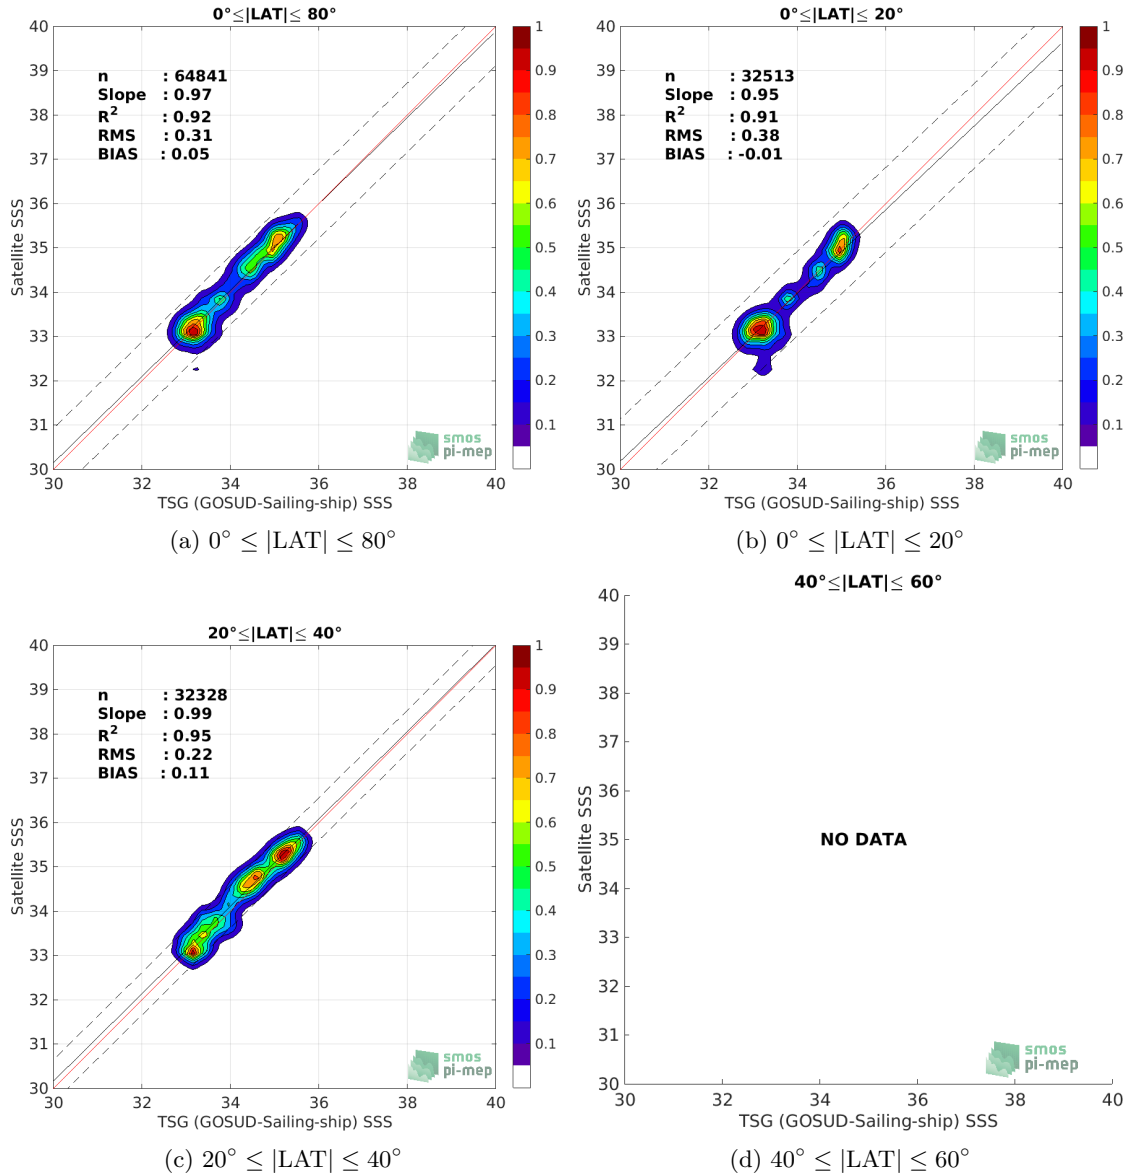 0°≤|LAT|≤ 80°
40
39
38
37
36
35
34
33
32
31
30
Satellite SSS
n : 64841
Slope : 0.97
R² : 0.92
RMS : 0.31
BIAS : 0.05
smos
pi-mep
30 32 34 36 38 40
TSG (GOSUD-Sailing-ship) SSS
1
0.9
0.8
0.7
0.6
0.5
0.4
0.3
0.2
0.1
(a) 0° ≤ |LAT| ≤ 80°
0°≤|LAT|≤ 20°
40
39
38
37
36
35
34
33
32
31
30
Satellite SSS
n : 32513
Slope : 0.95
R² : 0.91
RMS : 0.38
BIAS : -0.01
smos
pi-mep
30 32 34 36 38 40
TSG (GOSUD-Sailing-ship) SSS
1
0.9
0.8
0.7
0.6
0.5
0.4
0.3
0.2
0.1
(b) 0° ≤ |LAT| ≤ 20°
20°≤|LAT|≤ 40°
40
39
38
37
36
35
34
33
32
31
30
Satellite SSS
n : 32328
Slope : 0.99
R² : 0.95
RMS : 0.22
BIAS : 0.11
smos
pi-mep
30 32 34 36 38 40
TSG (GOSUD-Sailing-ship) SSS
1
0.9
0.8
0.7
0.6
0.5
0.4
0.3
0.2
0.1
(c) 20° ≤ |LAT| ≤ 40°
40°≤|LAT|≤ 60°
40
39
38
37
36
35
34
33
32
31
30
Satellite SSS
NO DATA
smos
pi-mep
30 32 34 36 38 40
TSG (GOSUD-Sailing-ship) SSS
(d) 40° ≤ |LAT| ≤ 60°